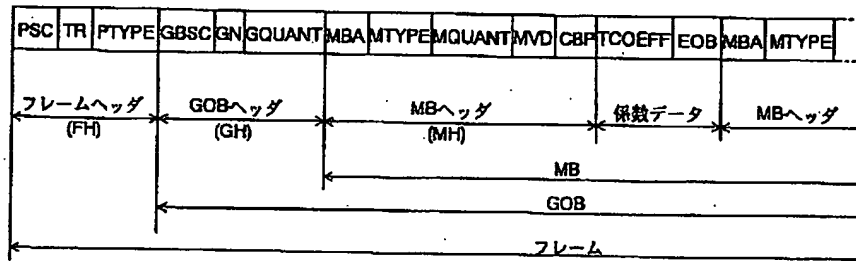 PSC TR PTYPE GBSC GN GQUANT MBA MTYPE MQUANT MVD CBP TCOEFF EOB MBA MTYPE
フレームヘッダ GOBヘッダ MBヘッダ 係数データ MBヘッダ
(FH) (GH) (MH)
MB
GOB
フレーム